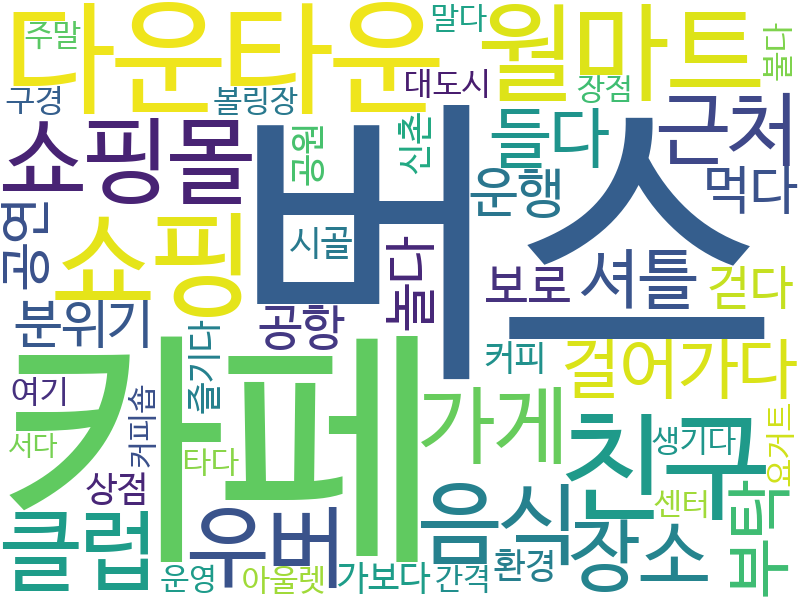 다운타운
월마트
주말
말다
불다
구경
볼링장
대도시
장점
쇼핑몰
버스
공원
신촌
들다
근처
운행
먹다
공연
쇼핑
시골
놀다
보로
셔틀
걷다
분위기
공항
즐기다
커피
걸어가다
카페
여기
커피숍
가게
친구
생기다
요거트
서다
타다
상점
센터
클럽
우버
음식
장소
부탁
운영
아울렛
가보다
간격
환경